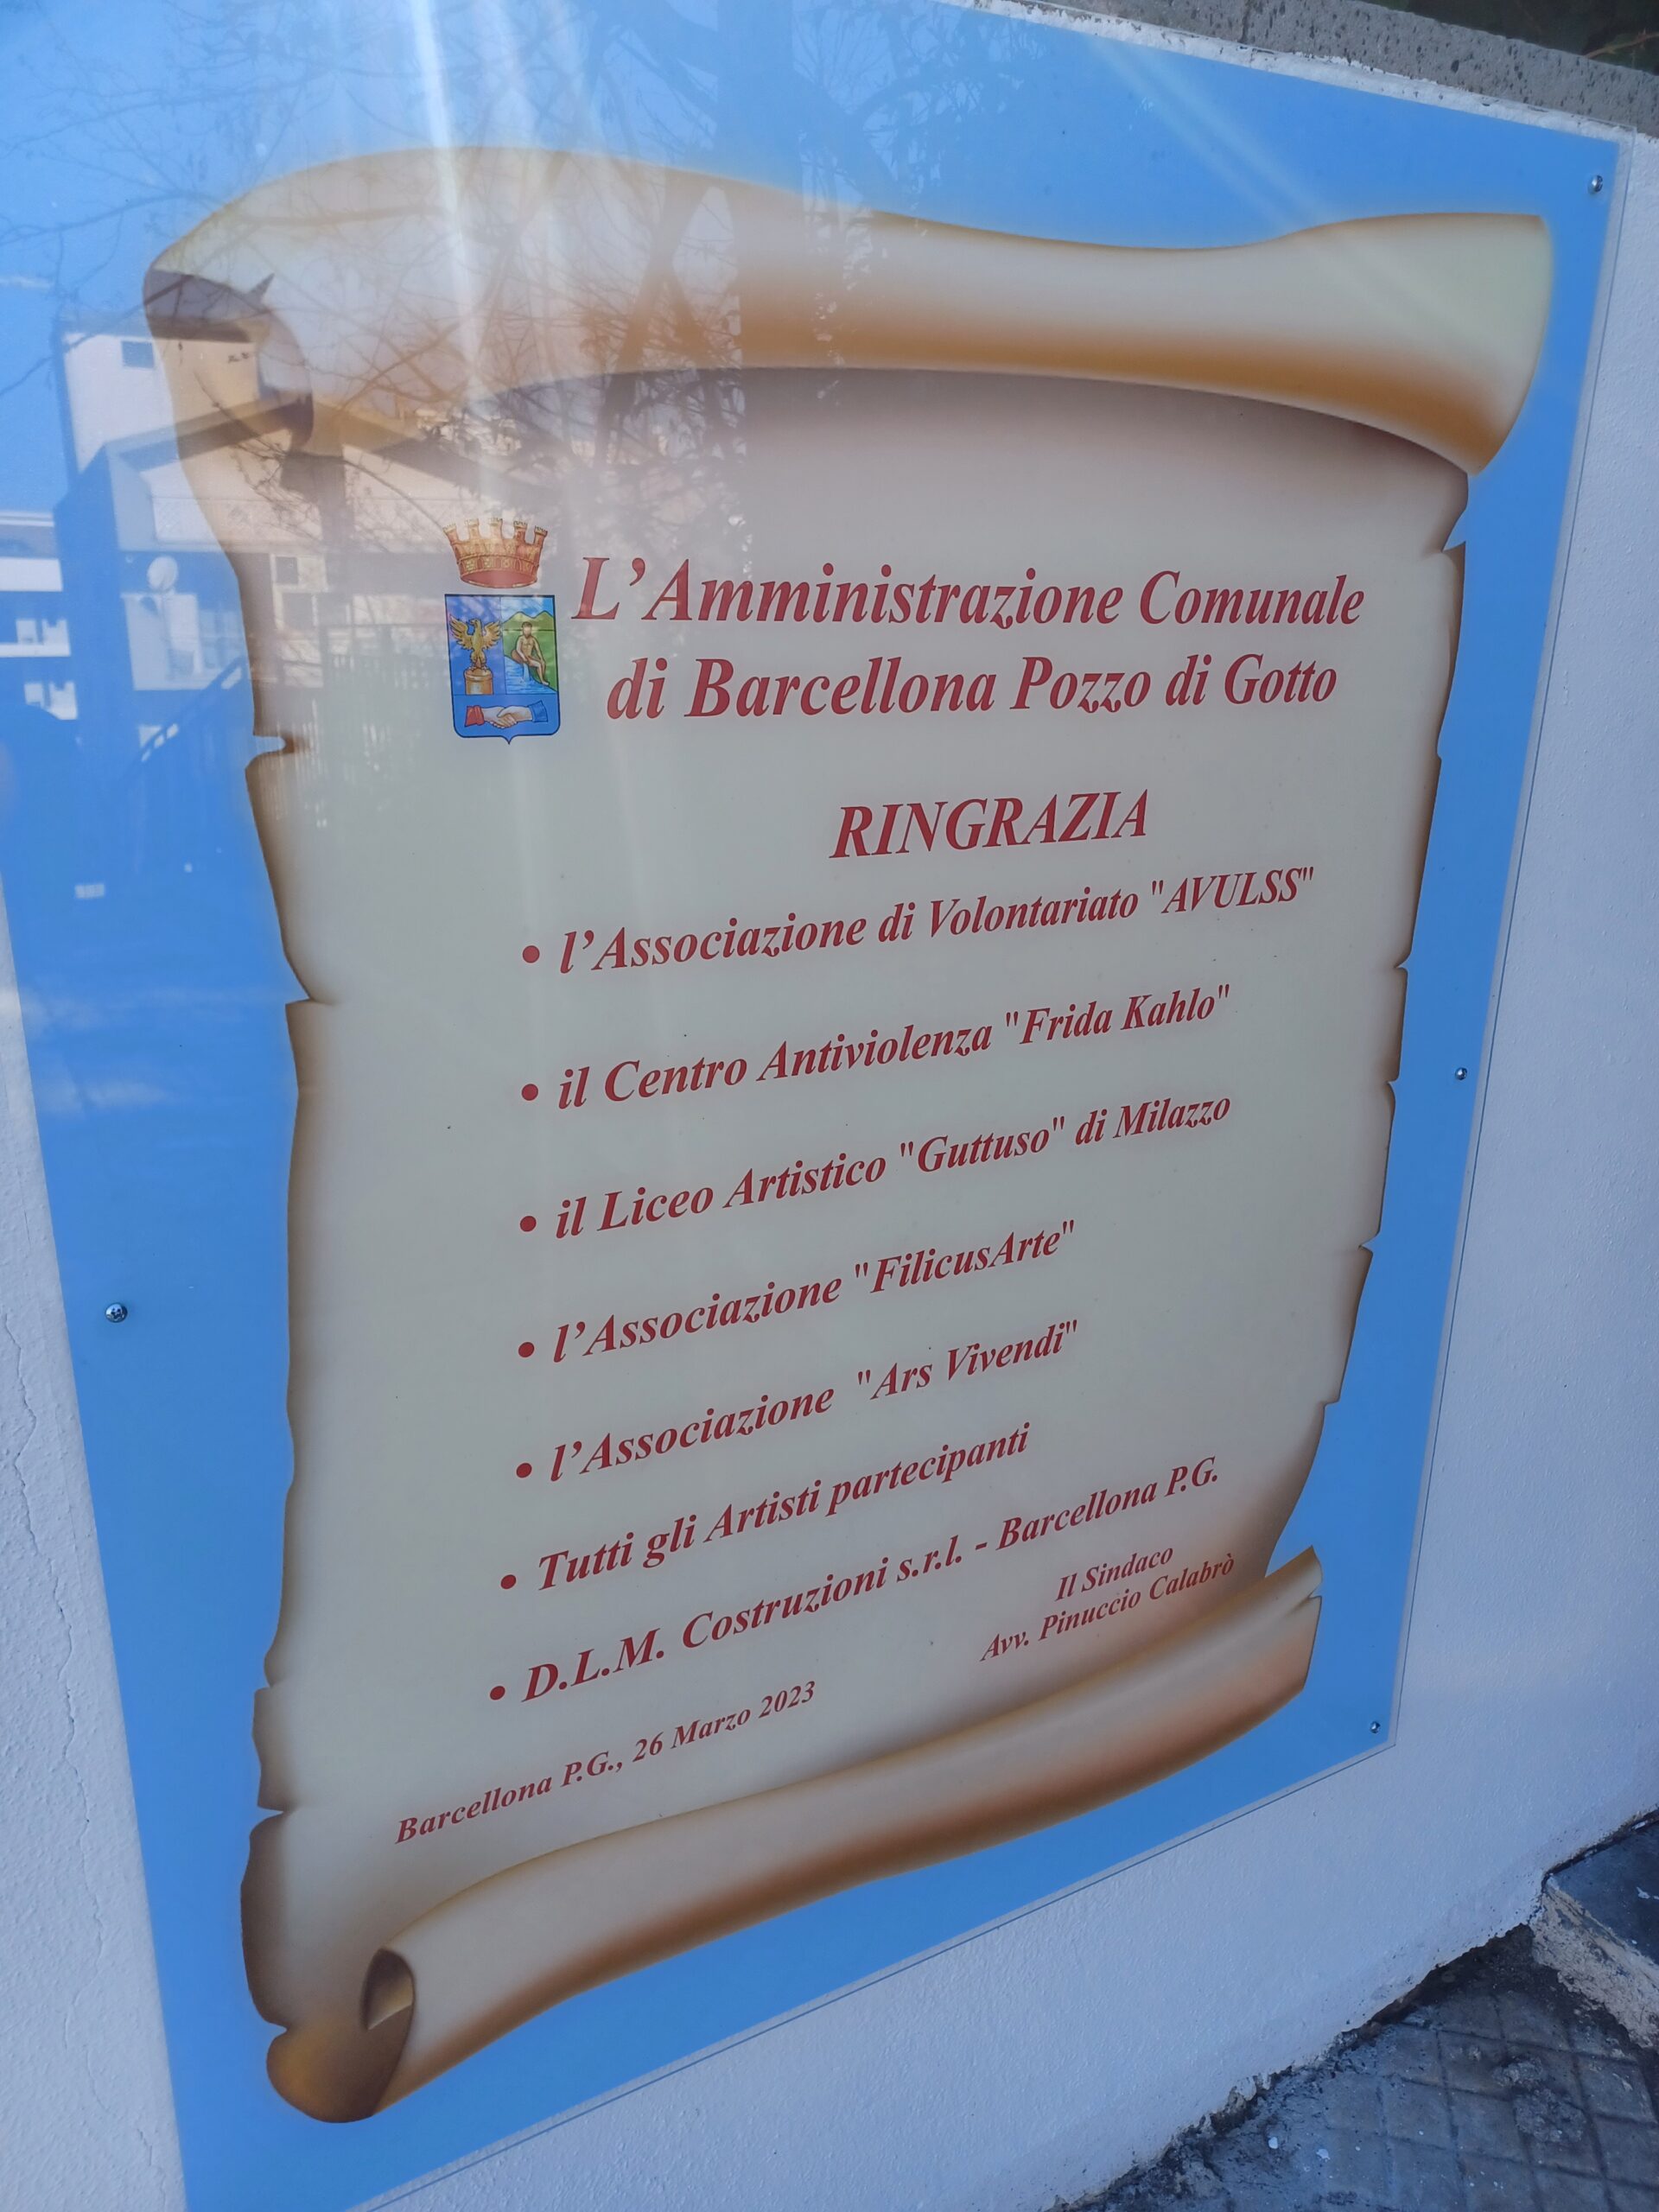 L’Amministrazione Comunale
di Barcellona Pozzo di Gotto
RINGRAZIA
• l’Associazione di Volontariato "AVULSS"
• il Centro Antiviolenza "Frida Kahlo"
• il Liceo Artistico "Guttuso" di Milazzo
• l’Associazione "FilicusArte"
• l’Associazione "Ars Vivendi"
• Tutti gli Artisti partecipanti
• D.L.M. Costruzioni s.r.l. - Barcellona P.G.
Il Sindaco
Avv. Pinuccio Calabrò
Barcellona P.G., 26 Marzo 2023